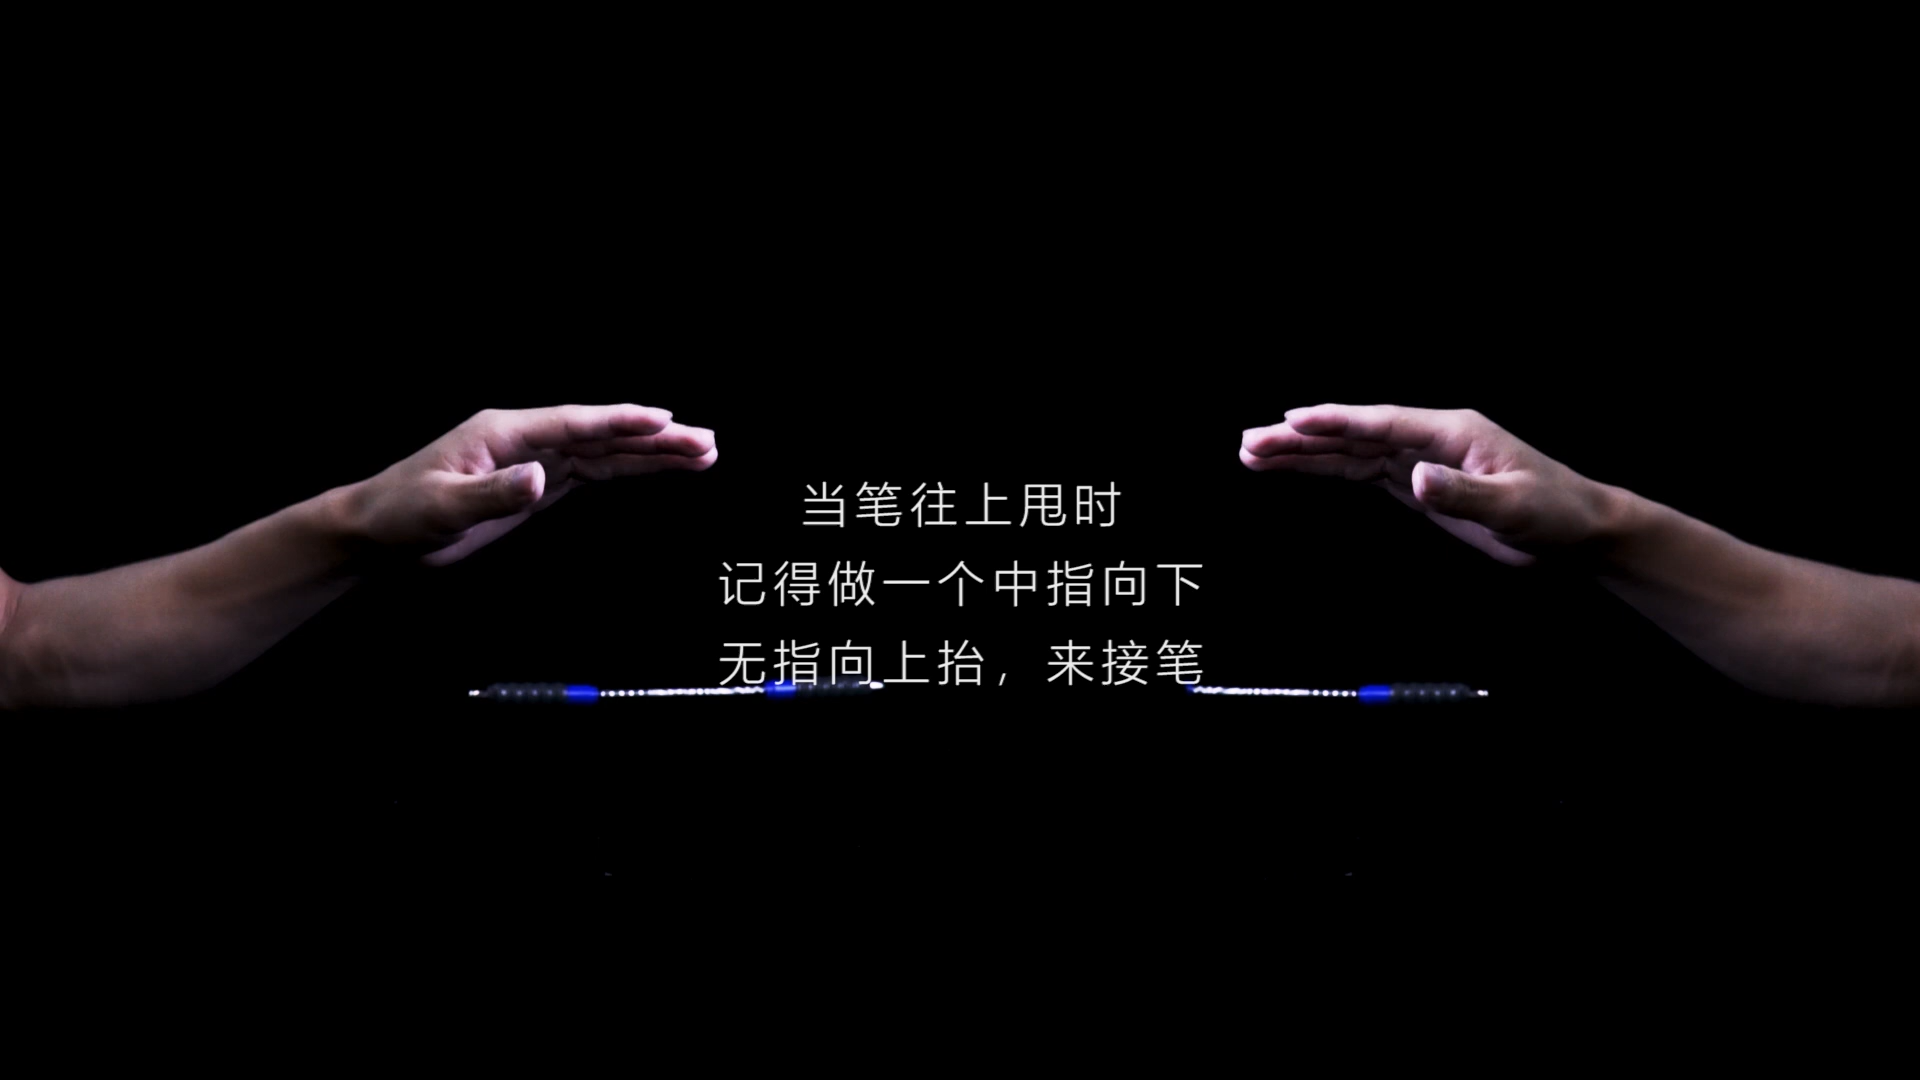 当笔往上甩时
记得做一个中指向下
无指向上抬，来接笔